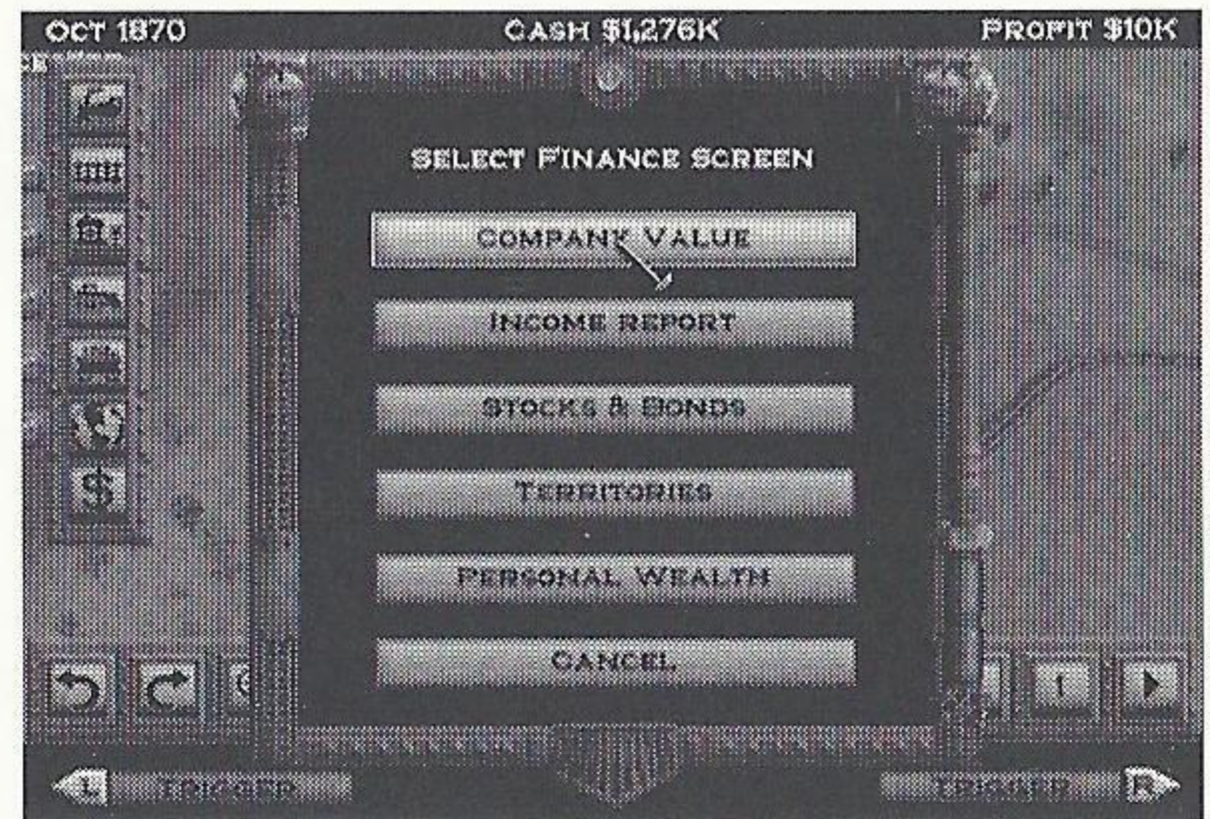 OCT 1870 CASH $1,276K PROFIT $10K
SELECT FINANCE SCREEN
COMPANY VALUE
INCOME REPORT
STOCKS & BONDS
TERRITORIES
PERSONAL WEALTH
CANCEL
$
L TRIGGER TRIGGER R